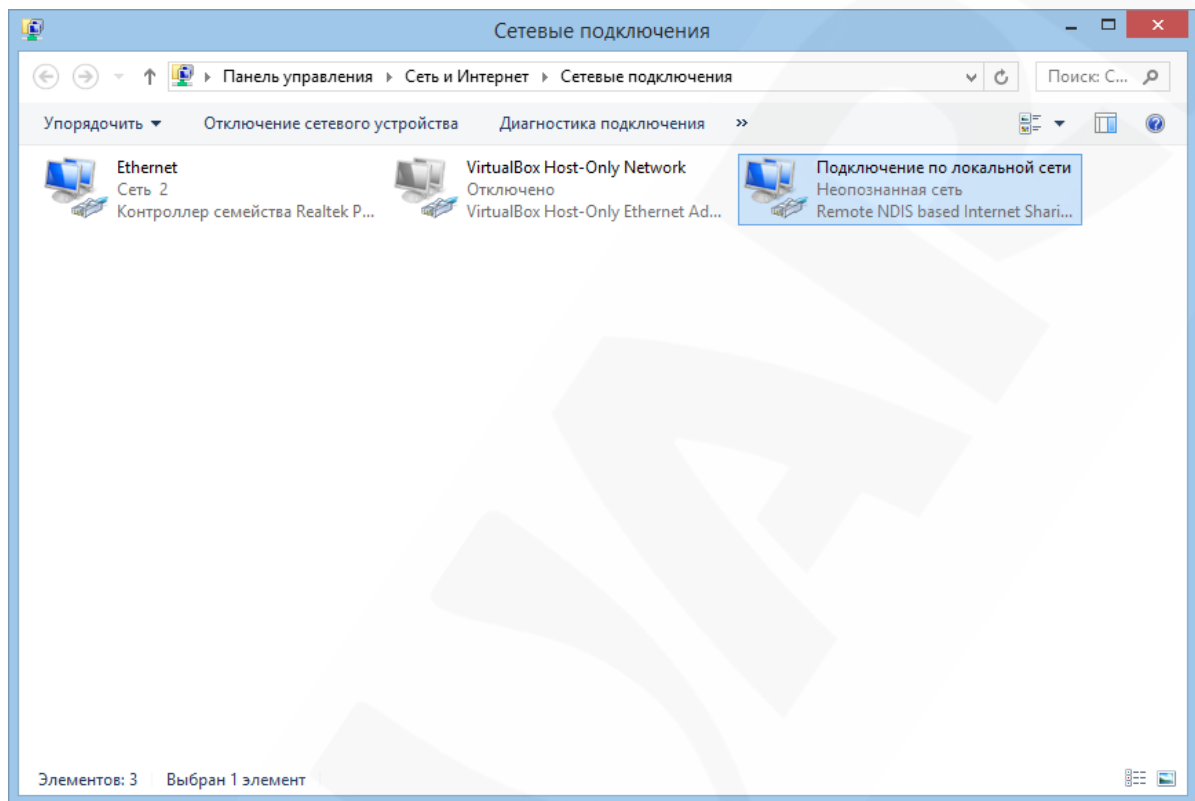 Сетевые подключения
Панель управления Сеть и Интернет Сетевые подключения Поиск: С...
Упорядочить Отключение сетевого устройства Диагностика подключения »
Ethernet
Сеть 2
Контроллер семейства Realtek P...
VirtualBox Host-Only Network
Отключено
VirtualBox Host-Only Ethernet Ad...
Подключение по локальной сети
Неопознанная сеть
Remote NDIS based Internet Shari...
Элементов: 3 Выбран 1 элемент